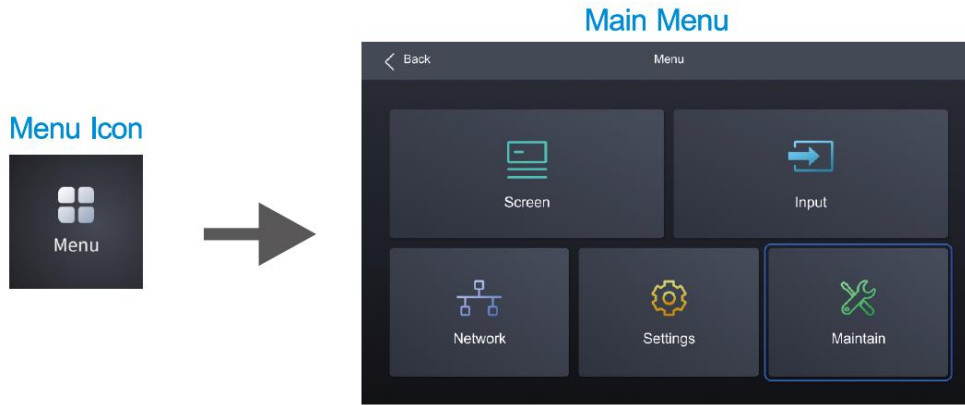 Main Menu
Back
Menu
Menu Icon
Menu
Screen
Input
Network
Settings
Maintain